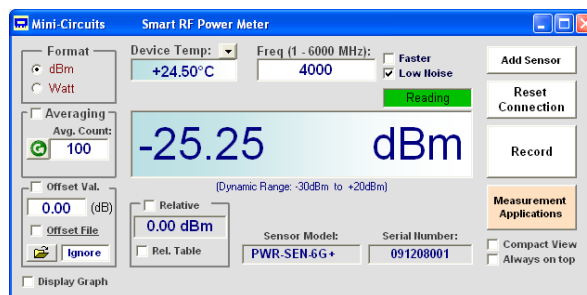 Mini-Circuits Smart RF Power Meter
Format
dBm
Watt
Device Temp:
+24.50°C
Freq (1 - 6000 MHz):
4000
Faster
Low Noise
Reading
Add Sensor
Reset
Connection
Record
Measurement
Applications
Compact View
Always on top
Averaging
Avg. Count:
100
-25.25 dBm
(Dynamic Range: -30dBm to +20dBm)
Offset Val.
0.00 (dB)
Offset File
Ignore
Display Graph
Relative
0.00 dBm
Rel. Table
Sensor Model:
PWR-SEN-6G+
Serial Number:
091208001